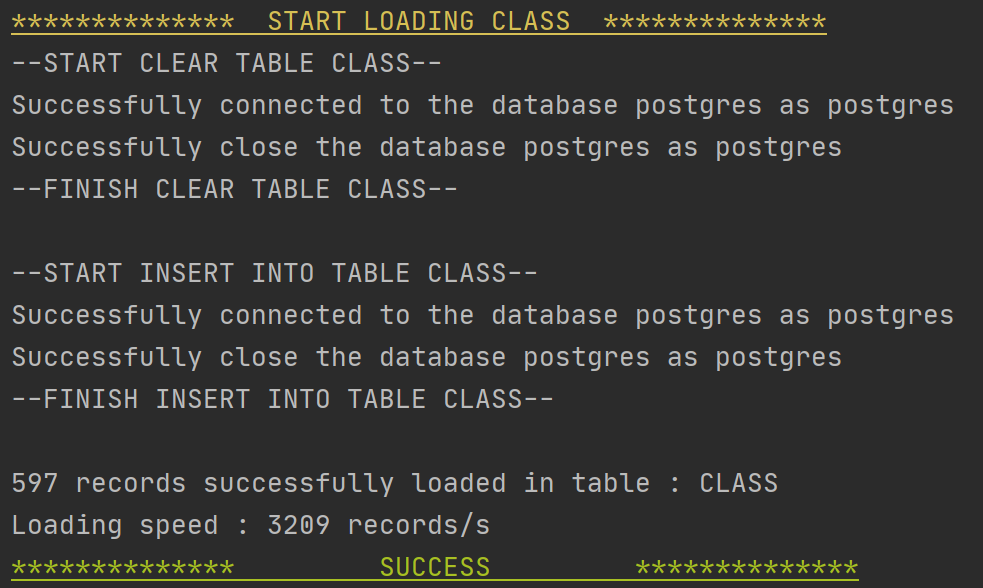 **************  START LOADING CLASS  **************
--START CLEAR TABLE CLASS--
Successfully connected to the database postgres as postgres
Successfully close the database postgres as postgres
--FINISH CLEAR TABLE CLASS--
--START INSERT INTO TABLE CLASS--
Successfully connected to the database postgres as postgres
Successfully close the database postgres as postgres
--FINISH INSERT INTO TABLE CLASS--
597 records successfully loaded in table : CLASS
Loading speed : 3209 records/s
**************         SUCCESS         **************